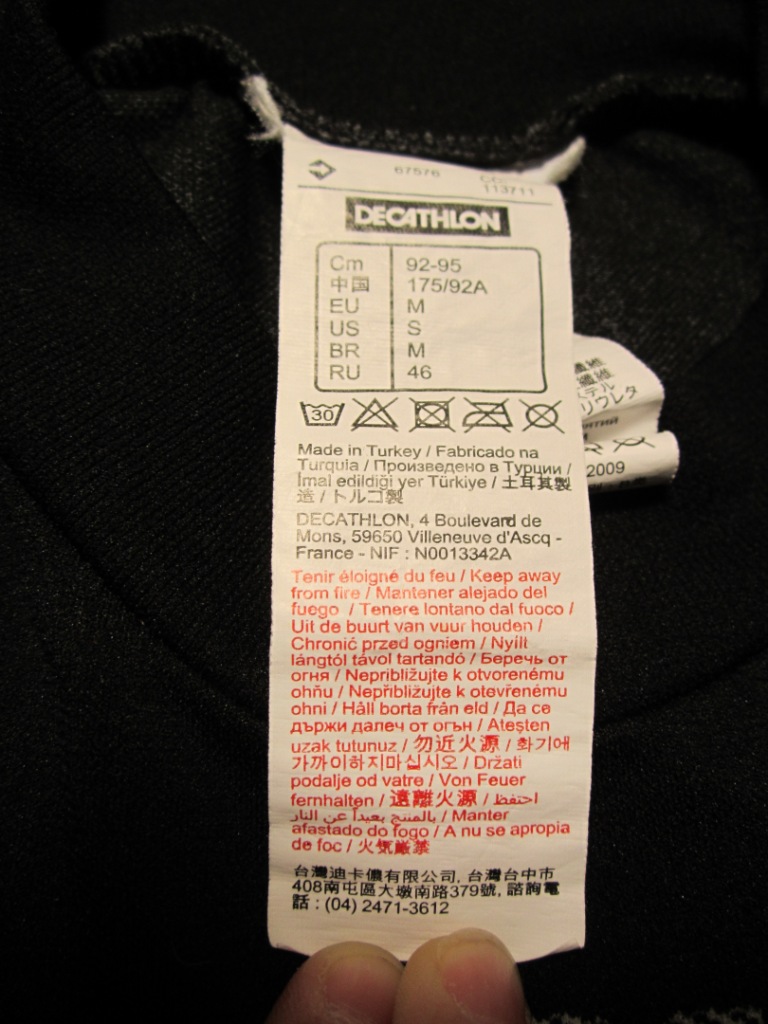 67576
113711
DECATHLON
Cm 92-95
中国 175/92A
EU M
US S
BR M
RU 46
30
Made in Turkey / Fabricado na
Turquia / Произведено в Турции /
İmal edildiği yer Türkiye / 土耳其製
造 / トルコ製
DECATHLON, 4 Boulevard de
Mons, 59650 Villeneuve d'Ascq -
France - NIF : N0013342A
Tenir éloigné du feu / Keep away
from fire / Mantener alejado del
fuego / Tenere lontano dal fuoco /
Uit de buurt van vuur houden /
Chronić przed ogniem / Nyílt
lángtól távol tartandó / Беречь от
огня / Nepribližujte k otvorenému
ohňu / Nepřibližujte k otevřenému
ohni / Håll borta från eld / Да се
държи далеч от огън / Ateşten
uzak tutunuz / 勿近火源 / 화기에
가까이하지마십시오 / Držati
podalje od vatre / Von Feuer
fernhalten / 遠離火源 / احتفظ
بالمنتج بعيداً عن النار / Manter
afastado do fogo / A nu se apropia
de foc / 火気厳禁
台灣迪卡儂有限公司, 台灣台中市
408南屯區大墩南路379號, 諮詢電
話 : (04) 2471-3612
繊維
ステル
リウレタ
2009